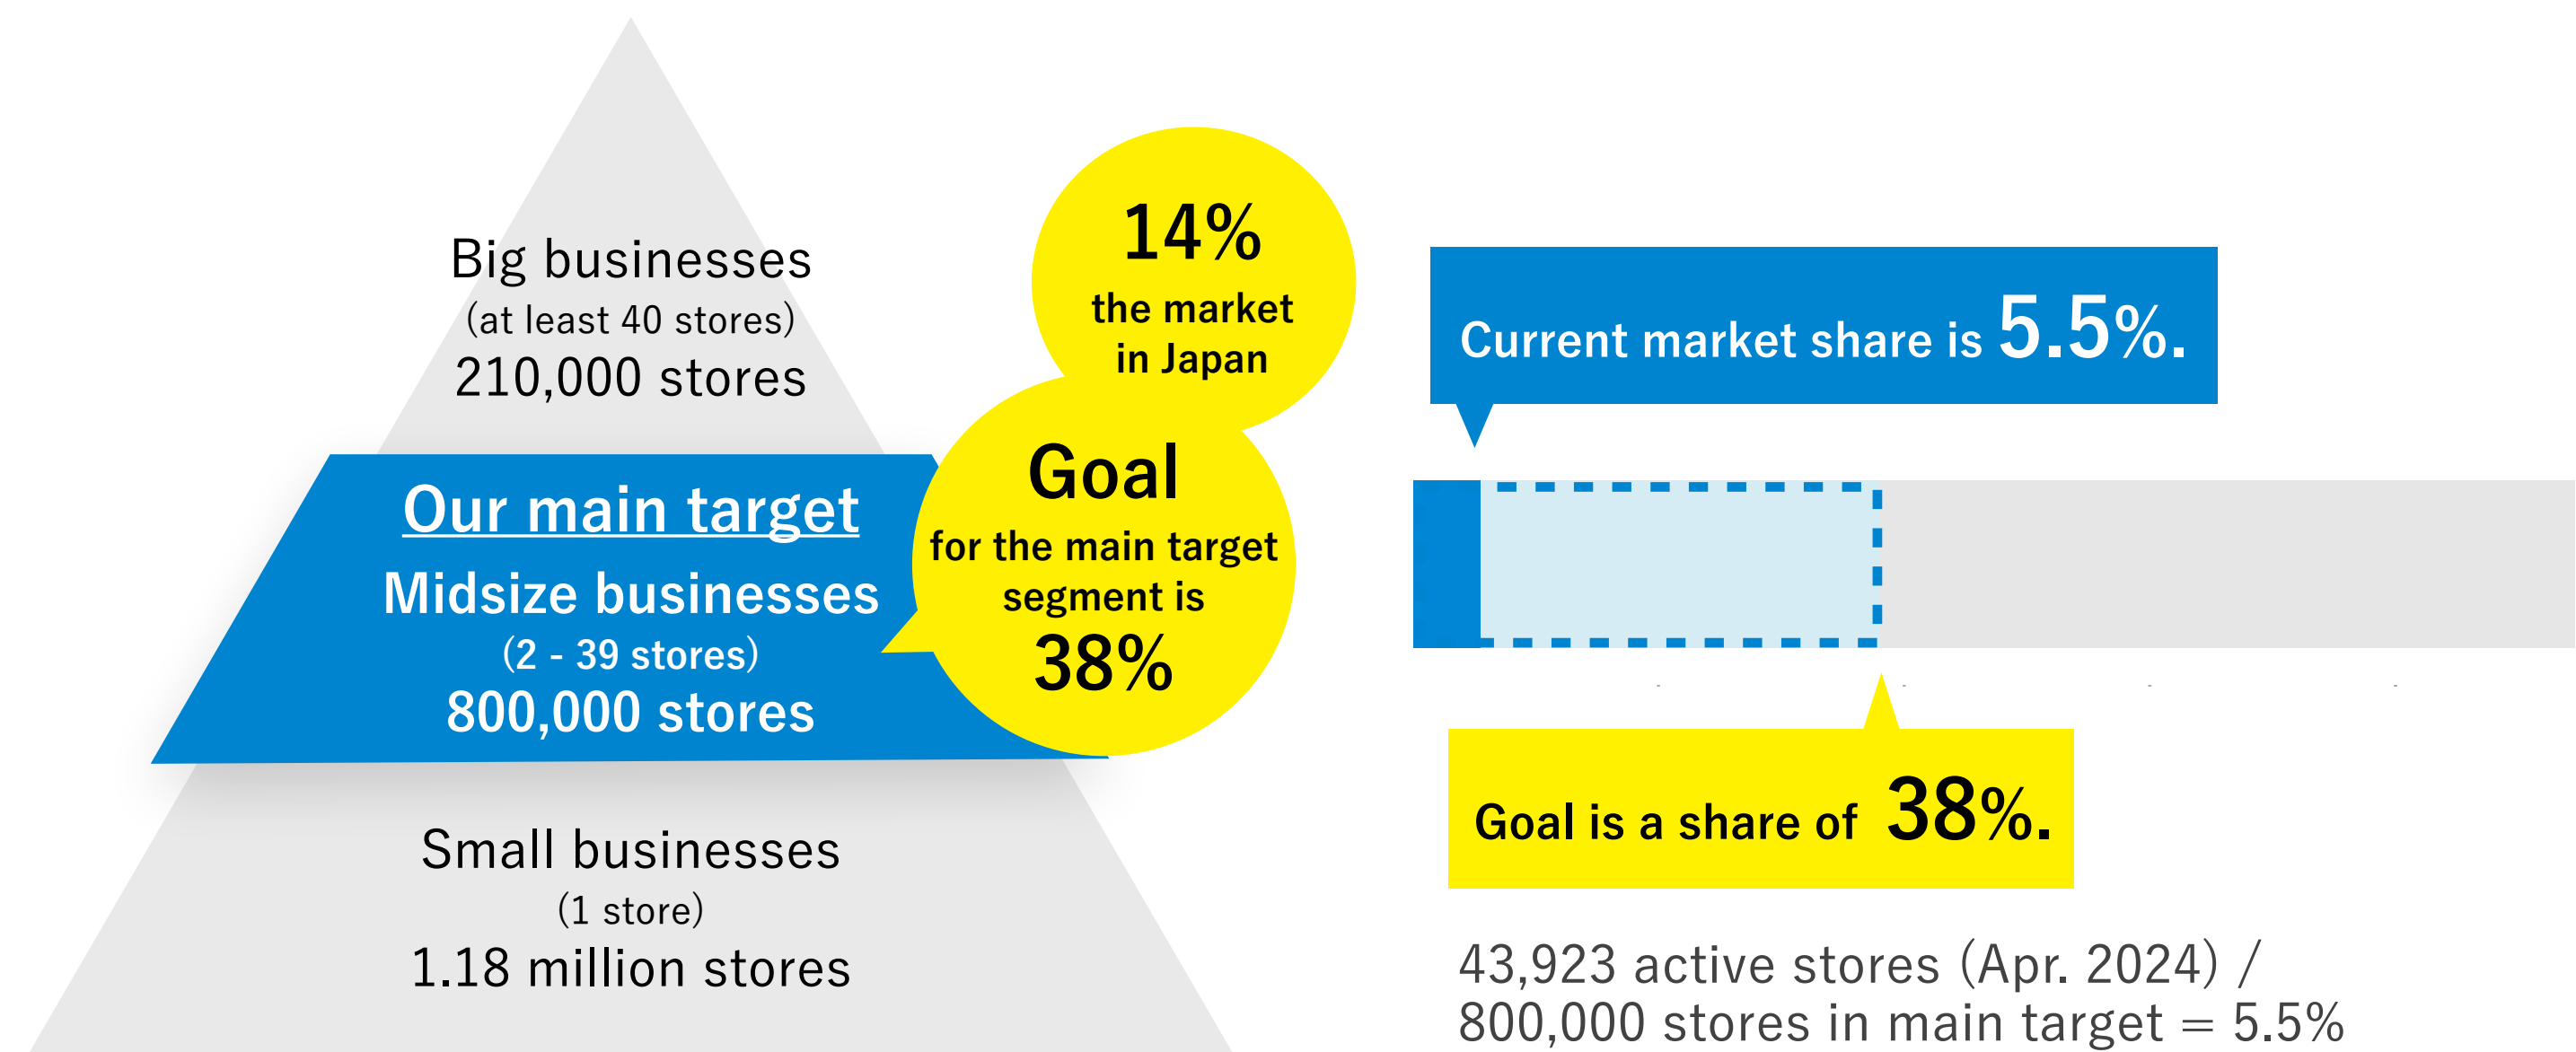 Big businesses
(at least 40 stores)
210,000 stores
Our main target
Midsize businesses
(2 - 39 stores)
800,000 stores
Small businesses
(1 store)
1.18 million stores
14%
the market
in Japan
Goal
for the main target
segment is
38%
Current market share is 5.5%.
Goal is a share of 38%.
43,923 active stores (Apr. 2024) /
800,000 stores in main target = 5.5%